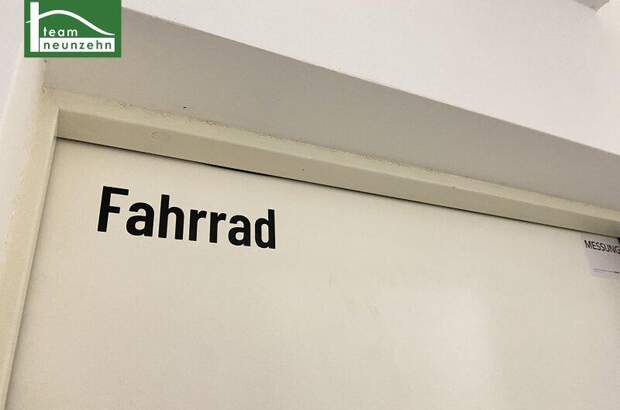 team
neunzehn
Fahrrad
MESSUNG